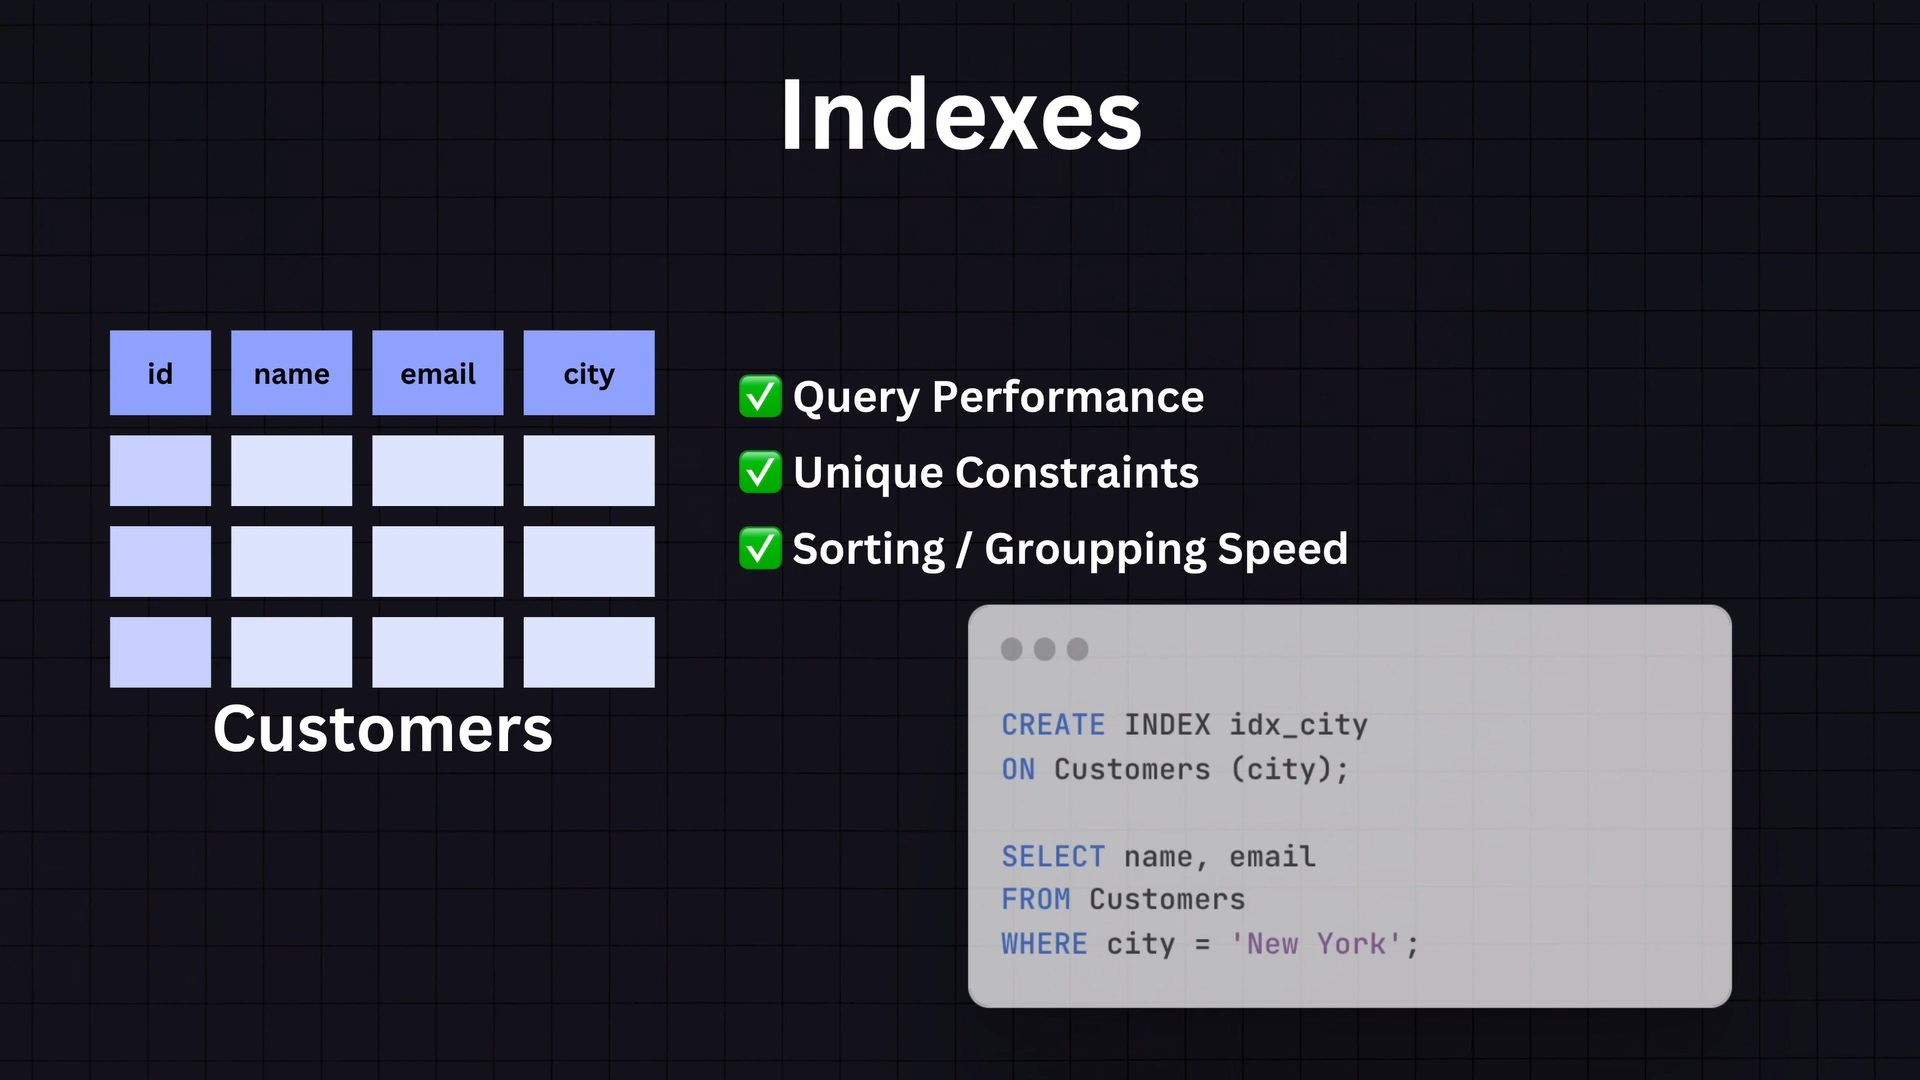 Indexes
id name email city
Customers
✅ Query Performance
✅ Unique Constraints
✅ Sorting / Groupping Speed
CREATE INDEX idx_city
ON Customers (city);
SELECT name, email
FROM Customers
WHERE city = 'New York';